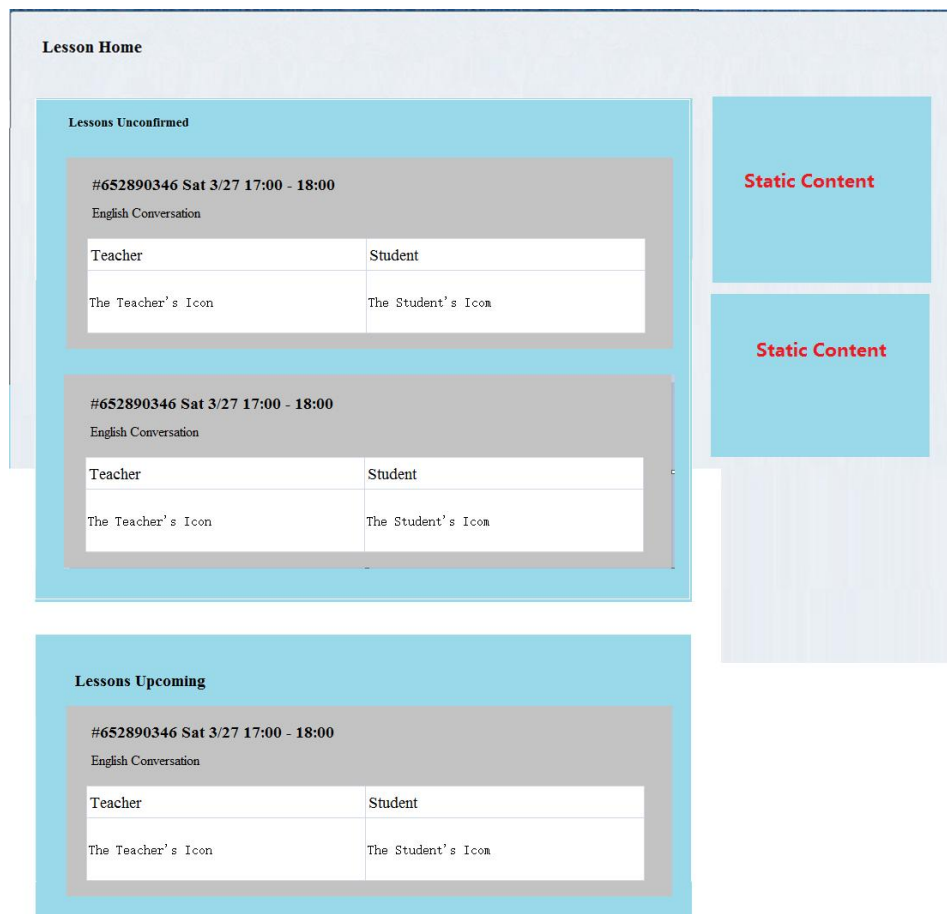 Lesson Home
Lessons Unconfirmed
#652890346 Sat 3/27 17:00 - 18:00
English Conversation
Teacher Student
The Teacher's Icon The Student's Icom
#652890346 Sat 3/27 17:00 - 18:00
English Conversation
Teacher Student
The Teacher's Icon The Student's Icom
Lessons Upcoming
#652890346 Sat 3/27 17:00 - 18:00
English Conversation
Teacher Student
The Teacher's Icon The Student's Icom
Static Content
Static Content